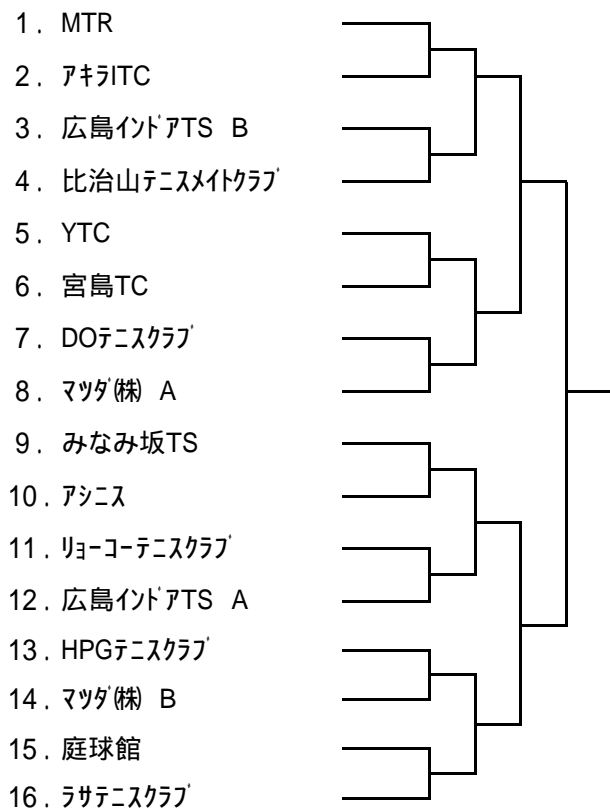 1. MTR
2. ｱｷﾗITC
3. 広島ｲﾝﾄﾞｱTS B
4. 比治山ﾃﾆｽﾒｲﾄｸﾗﾌﾞ
5. YTC
6. 宮島TC
7. DOﾃﾆｽｸﾗﾌﾞ
8. ﾏﾂﾀﾞ㈱ A
9. みなみ坂TS
10. ｱｼﾆｽ
11. ﾘｮｰｺｰﾃﾆｽｸﾗﾌﾞ
12. 広島ｲﾝﾄﾞｱTS A
13. HPGﾃﾆｽｸﾗﾌﾞ
14. ﾏﾂﾀﾞ㈱ B
15. 庭球館
16. ﾗｻﾃﾆｽｸﾗﾌﾞ